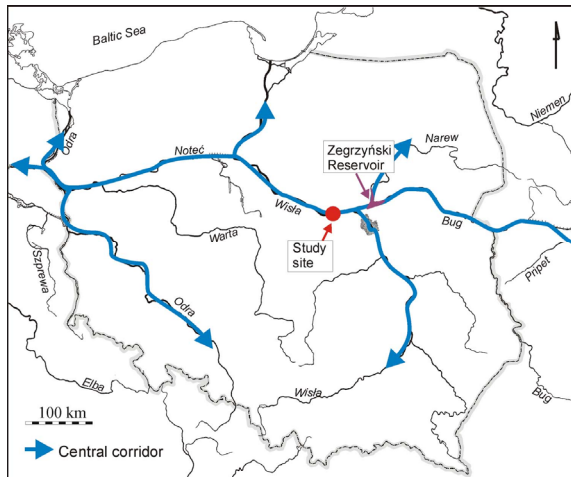 Baltic Sea
Niemen
Odra
Noteć
Zegrzyński
Reservoir
Narew
Wisła
Bug
Study
site
Warta
Pripet
Szprewa
Odra
Elba
Wisła
Bug
100 km
Central corridor